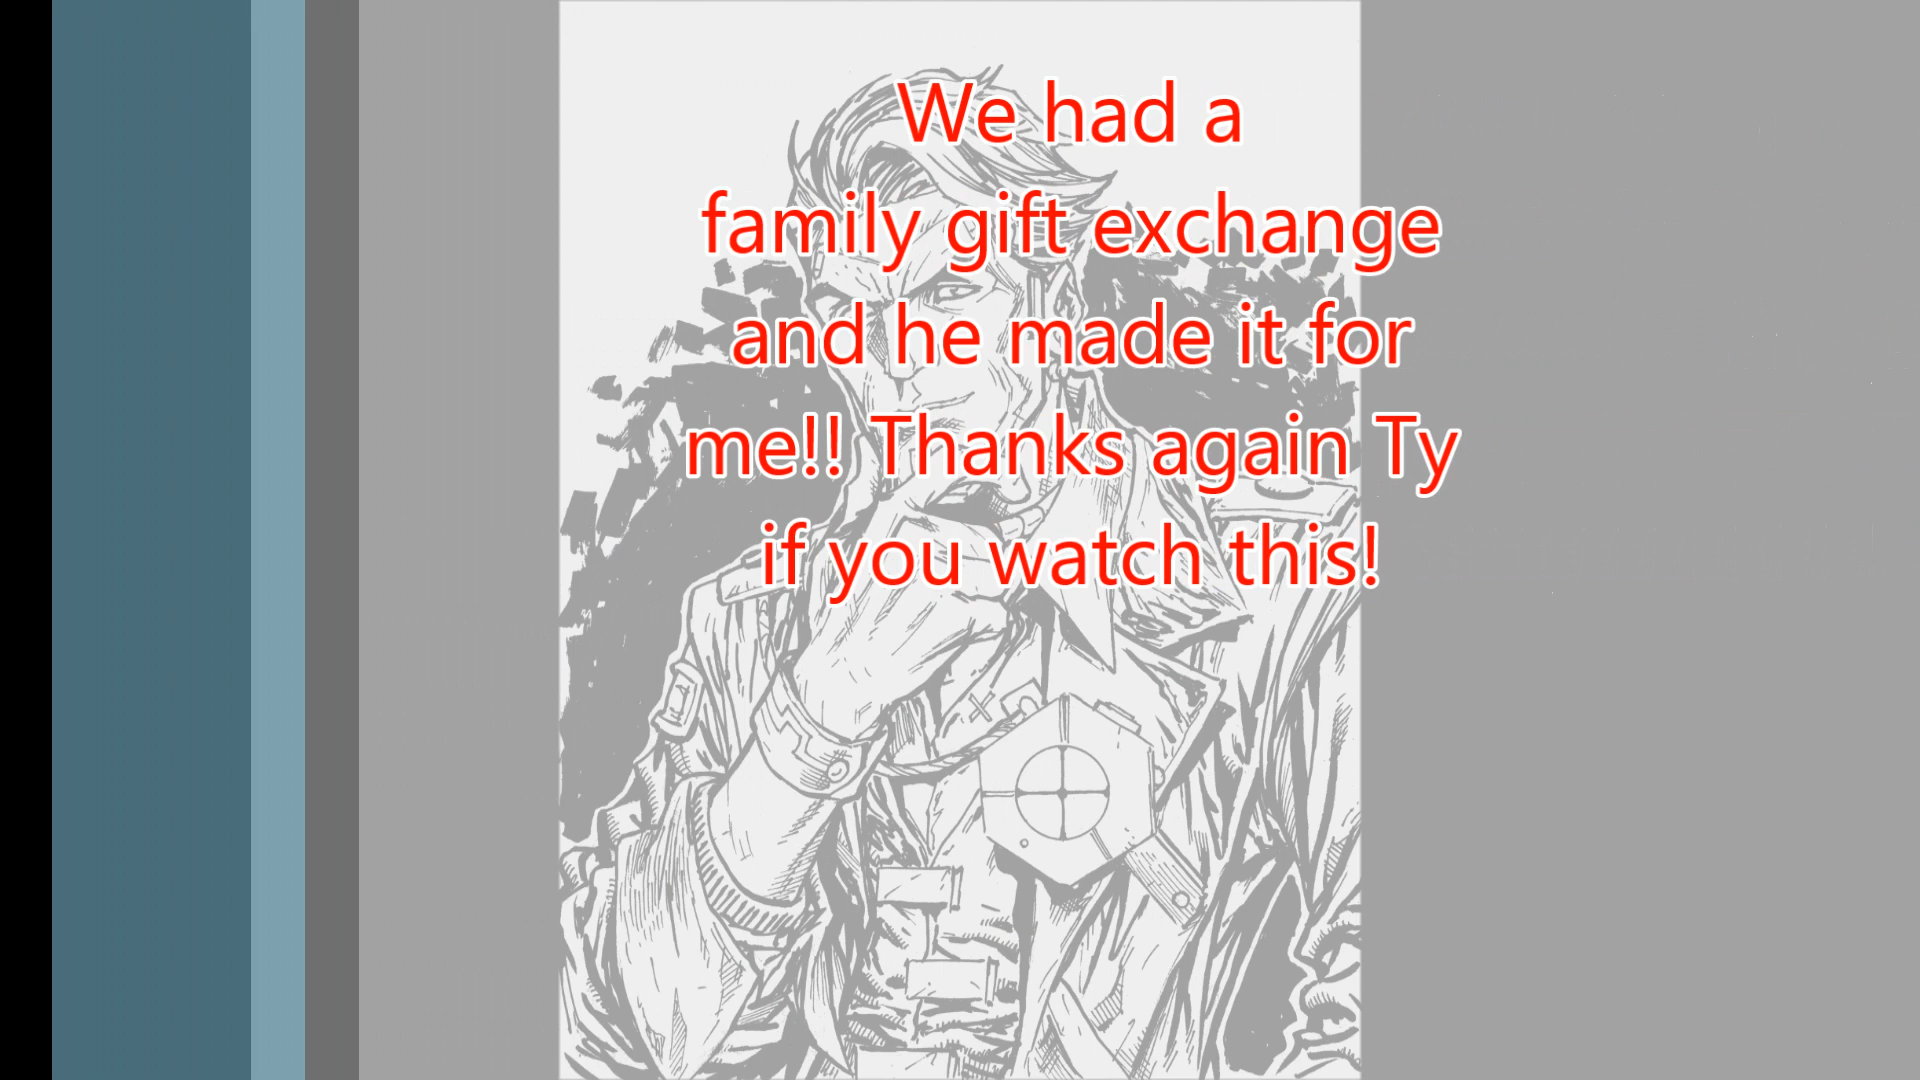 We had a
family gift exchange
and he made it for
me!! Thanks again Ty
if you watch this!